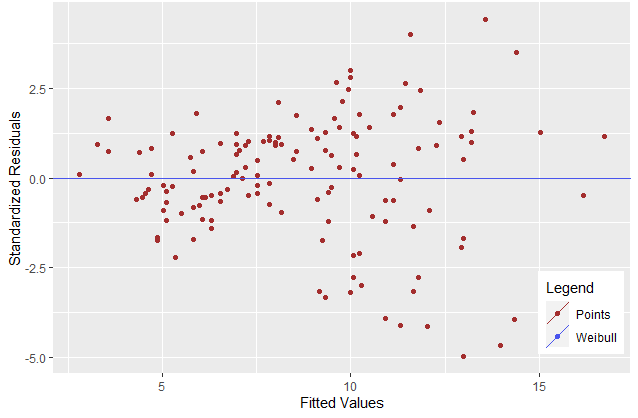 Standardized Residuals
2.5
0.0
-2.5
-5.0
5
10
15
Fitted Values
Legend
Points
Weibull